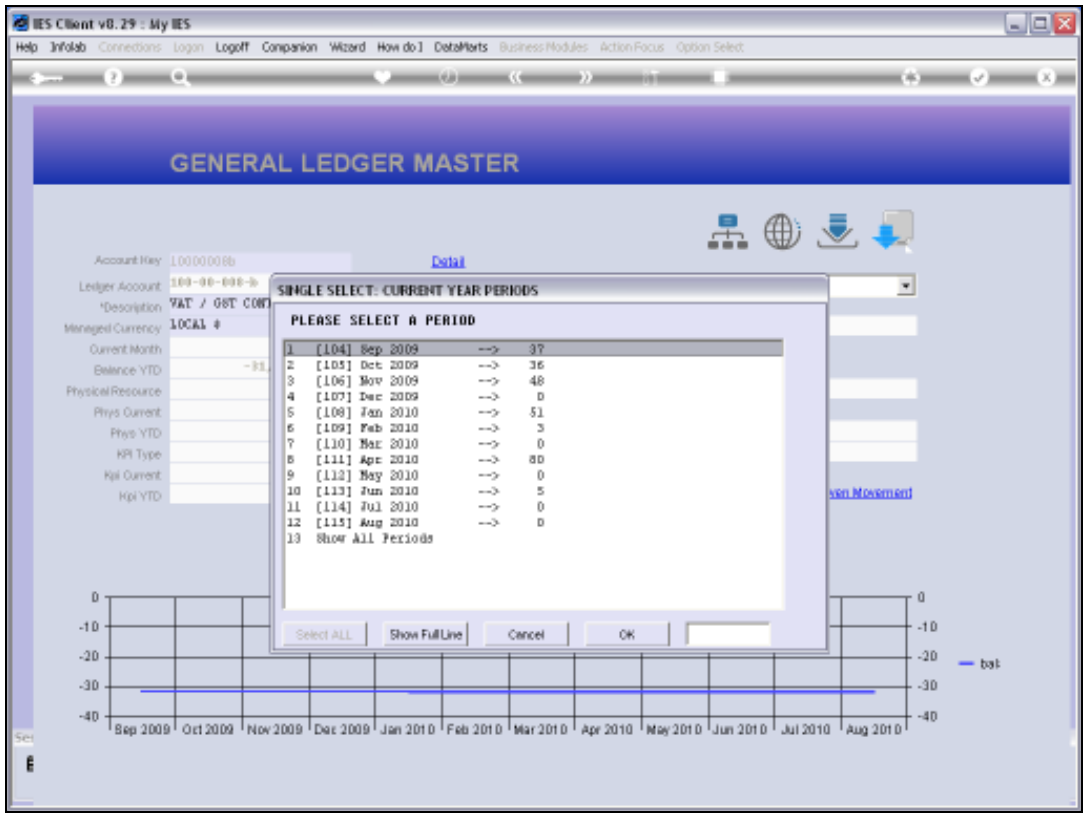 IES Client v8.29 : My IES
Help Infolab Connections Logon Logoff Companion Wizard How do I DataMarts Business Modules Action Focus Option Select
GENERAL LEDGER MASTER
Account Key 10000008b
Detail
Ledger Account 100-00-000-b
*Description VAT / GST CON
Managed Currency LOCAL #
Current Month
Balance YTD -31,
Physical Resource
Phys Current
Phys YTD
KPI Type
Kpi Current
Kpi YTD
ven Movement
SINGLE SELECT: CURRENT YEAR PERIODS
PLEASE SELECT A PERIOD
1 [104] Sep 2009 --> 37
2 [105] Oct 2009 --> 36
3 [106] Nov 2009 --> 48
4 [107] Dec 2009 --> 0
5 [108] Jan 2010 --> 51
6 [109] Feb 2010 --> 3
7 [110] Mar 2010 --> 0
8 [111] Apr 2010 --> 80
9 [112] May 2010 --> 0
10 [113] Jun 2010 --> 5
11 [114] Jul 2010 --> 0
12 [115] Aug 2010 --> 0
13 Show All Periods
Select ALL Show Full Line Cancel OK
0 0
-10 -10
-20 -20
bal
-30 -30
-40 -40
Sep 2009 Oct 2009 Nov 2009 Dec 2009 Jan 2010 Feb 2010 Mar 2010 Apr 2010 May 2010 Jun 2010 Jul 2010 Aug 2010